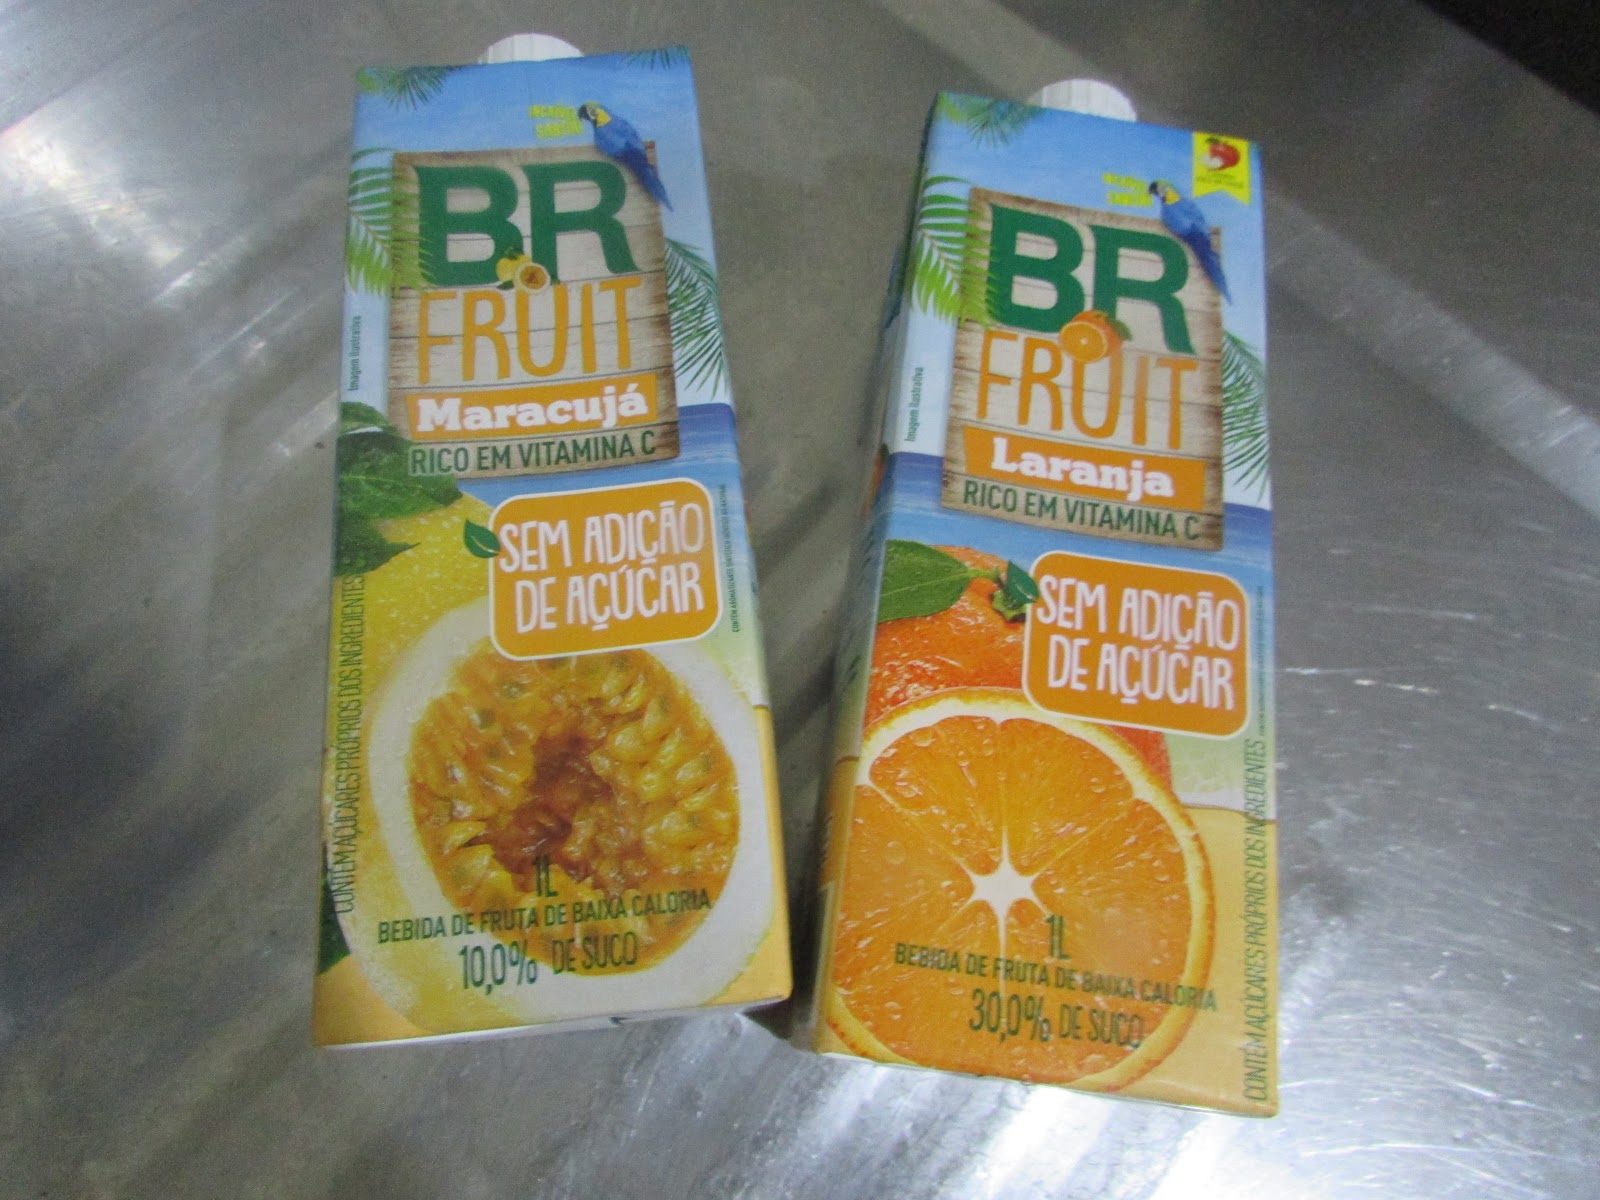 INCRÍVEL
SABOR!
BR
FRUIT
Maracujá
RICO EM VITAMINA C
Imagem ilustrativa
SEM ADIÇÃO
DE AÇÚCAR
CONTÉM AÇÚCARES PRÓPRIOS DOS INGREDIENTES
1L
BEBIDA DE FRUTA DE BAIXA CALORIA
10,0% DE SUCO
BR
FRUIT
Laranja
RICO EM VITAMINA C
Imagem ilustrativa
SEM ADIÇÃO
DE AÇÚCAR
1L
BEBIDA DE FRUTA DE BAIXA CALORIA
30,0% DE SUCO
CONTÉM AÇÚCARES PRÓPRIOS DOS INGREDIENTES